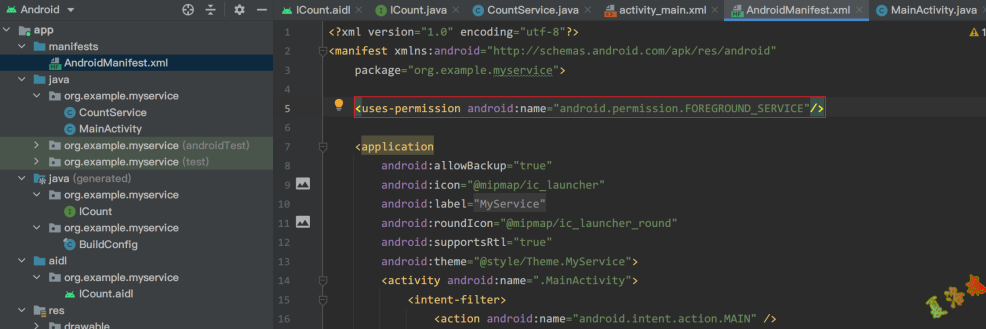 Android
ICount.aidl
ICount.java
CountService.java
activity_main.xml
AndroidManifest.xml
MainActivity.java
app
manifests
AndroidManifest.xml
java
org.example.myservice
CountService
MainActivity
org.example.myservice (androidTest)
org.example.myservice (test)
java (generated)
org.example.myservice
ICount
org.example.myservice
BuildConfig
aidl
org.example.myservice
ICount.aidl
res
drawable
1 <?xml version="1.0" encoding="utf-8"?>
2 <manifest xmlns:android="http://schemas.android.com/apk/res/android"
3 package="org.example.myservice">
4
5 <uses-permission android:name="android.permission.FOREGROUND_SERVICE"/>
6
7 <application
8 android:allowBackup="true"
9 android:icon="@mipmap/ic_launcher"
10 android:label="MyService"
11 android:roundIcon="@mipmap/ic_launcher_round"
12 android:supportsRtl="true"
13 android:theme="@style/Theme.MyService">
14 <activity android:name=".MainActivity">
15 <intent-filter>
16 <action android:name="android.intent.action.MAIN" />
1